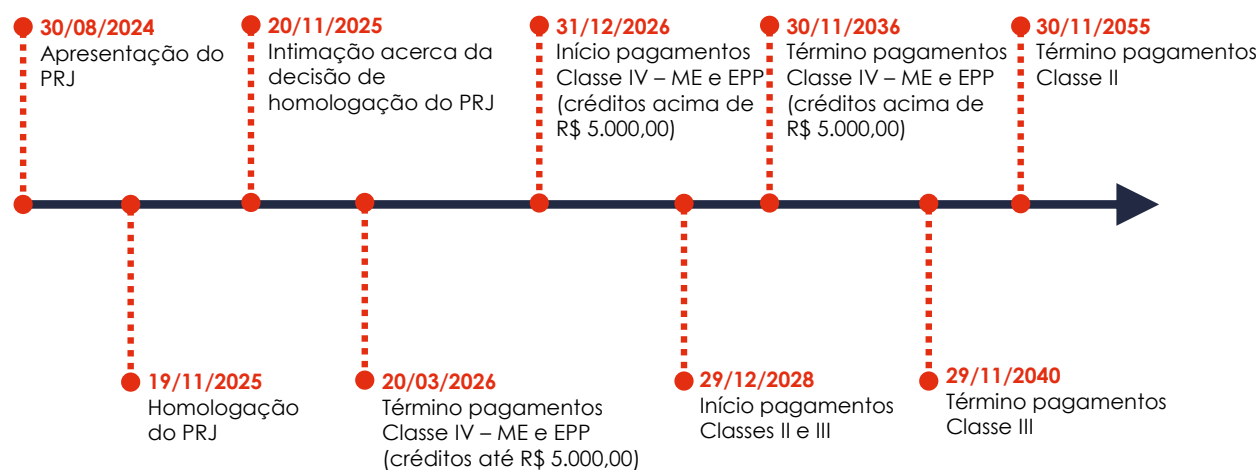 30/08/2024
Apresentação do
PRJ
20/11/2025
Intimação acerca da
decisão de
homologação do PRJ
31/12/2026
Início pagamentos
Classe IV – ME e EPP
(créditos acima de
R$ 5.000,00)
30/11/2036
Término pagamentos
Classe IV – ME e EPP
(créditos acima de
R$ 5.000,00)
30/11/2055
Término pagamentos
Classe II
19/11/2025
Homologação
do PRJ
20/03/2026
Término pagamentos
Classe IV – ME e EPP
(créditos até R$ 5.000,00)
29/12/2028
Início pagamentos
Classes II e III
29/11/2040
Término pagamentos
Classe III